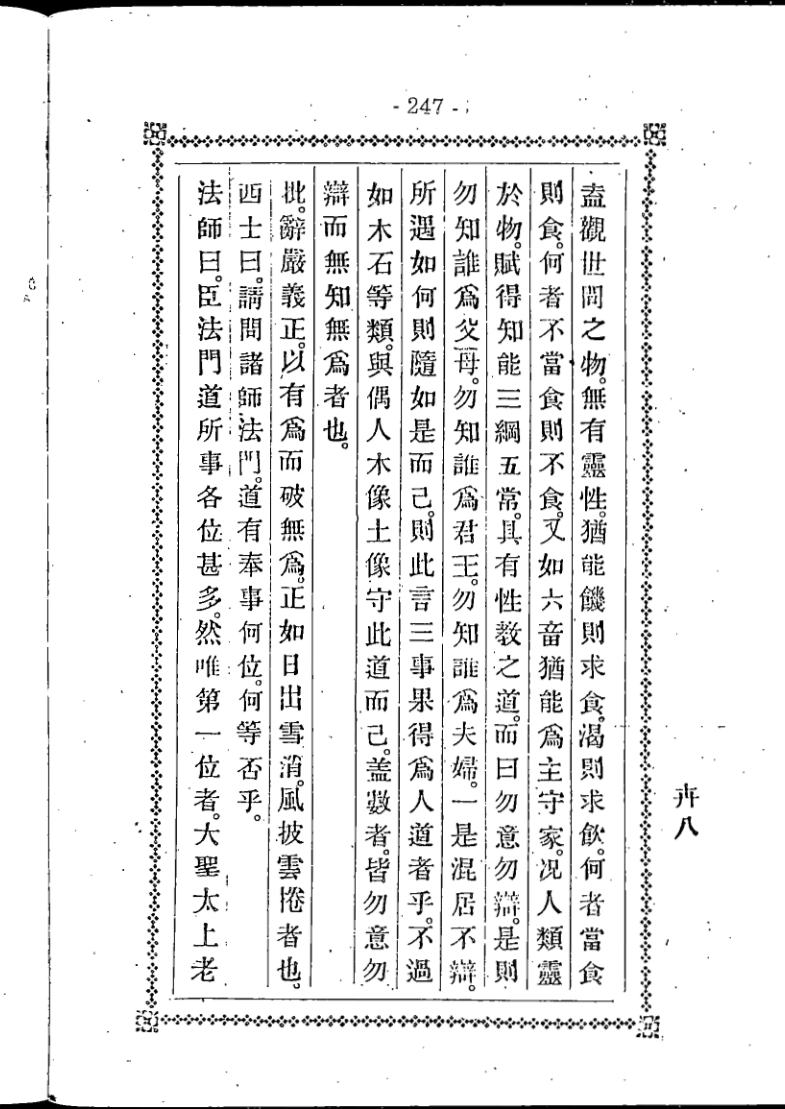 - 247 -
盍觀世間之物。無有靈性。猶能饑則求食。渴則求飲。何者當食
則食。何者不當食則不食。又如六畜猶能爲主守家。况人類靈
於物。賦得知能三綱五常。具有性教之道。而曰勿意勿辯。是則
勿知誰爲父母。勿知誰爲君王。勿知誰爲夫婦。一是混居不辯。
所遇如何則隨如是而己。則此言三事果得爲人道者乎。不過
如木石等類。與偶人木像土像守此道而己。盖數者。皆勿意勿
辯而無知無爲者也。
批。辭嚴義正。以有爲而破無爲。正如日出雪消。風披雲捲者也。
西士曰。請問諸師法門。道有奉事何位。何等否乎。
法師曰。臣法門道所事各位甚多。然唯第一位者。大聖太上老
卉八